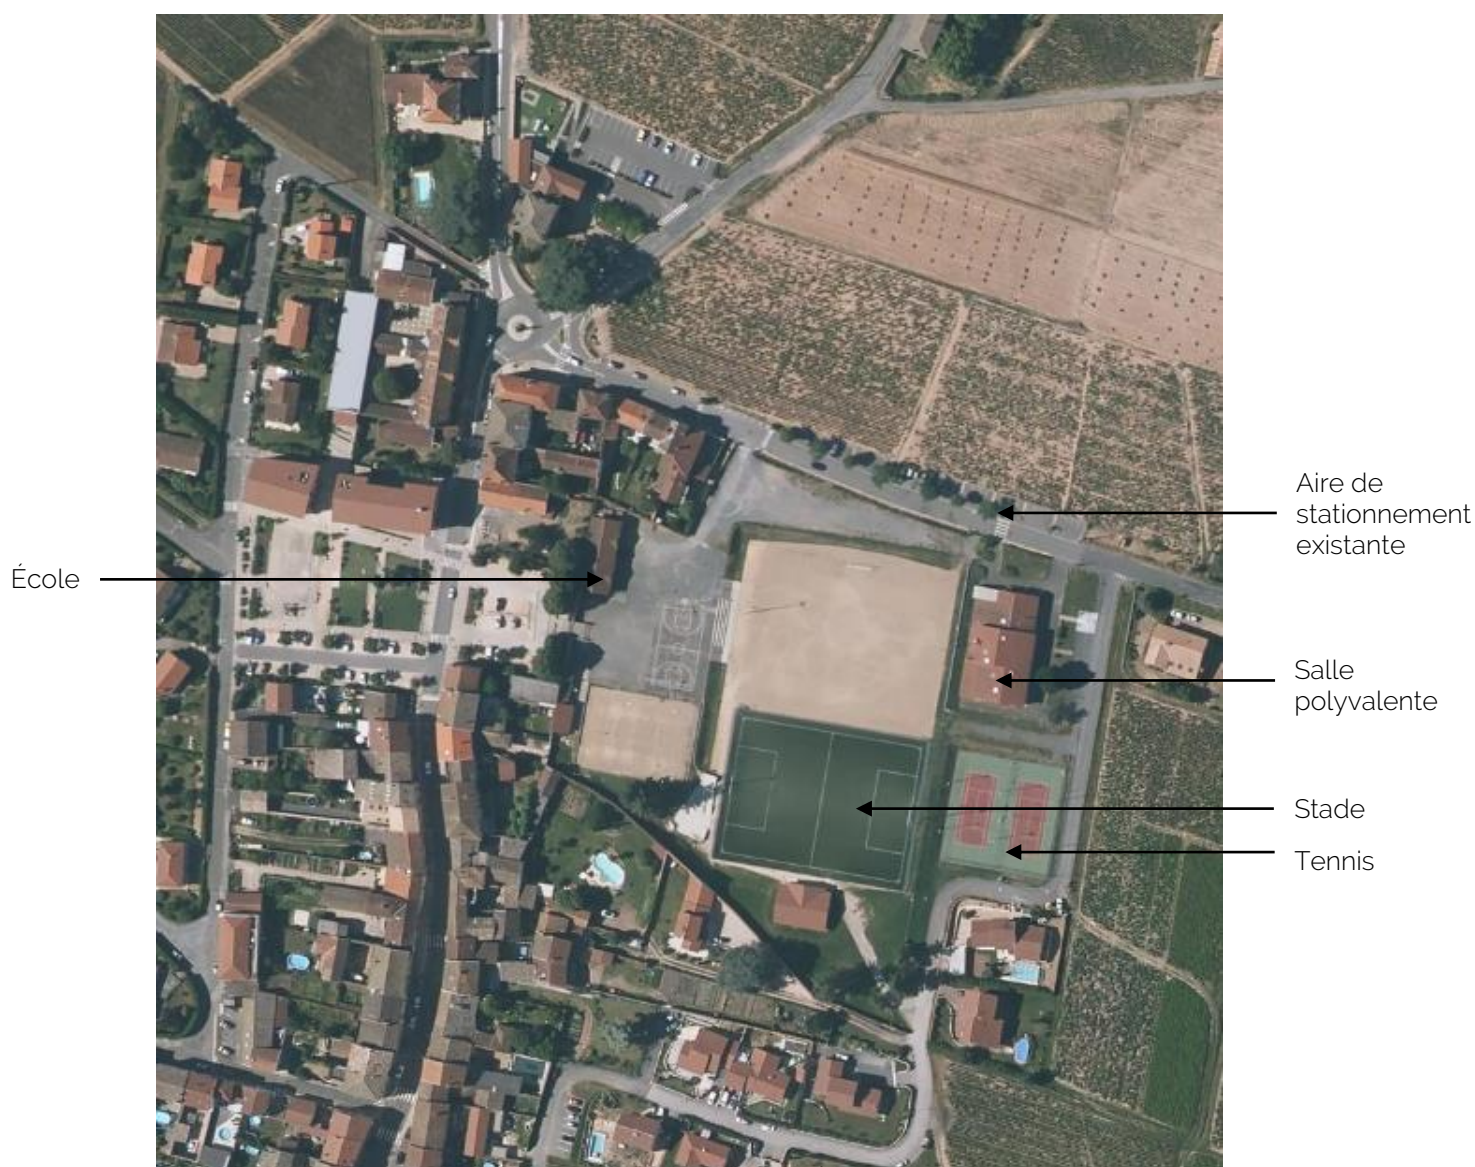 Aire de
stationnement
existante
École
Salle
polyvalente
Stade
Tennis